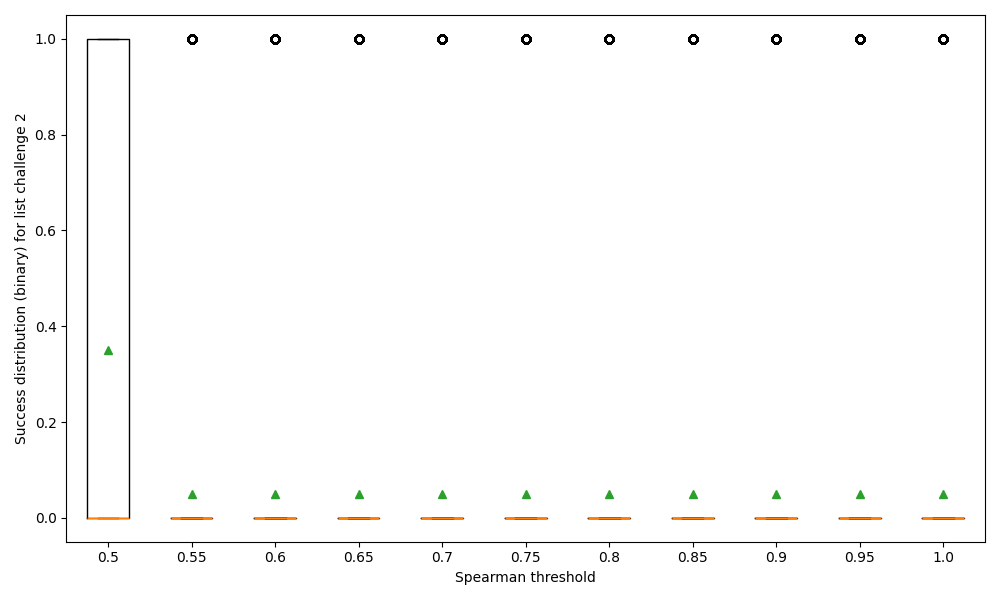 Success distribution (binary) for list challenge 2
1.0
0.8
0.6
0.4
0.2
0.0
0.5 0.55 0.6 0.65 0.7 0.75 0.8 0.85 0.9 0.95 1.0
Spearman threshold